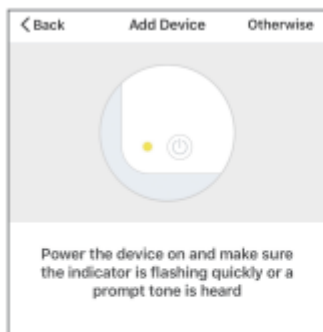 Back Add Device Otherwise
Power the device on and make sure
the indicator is flashing quickly or a
prompt tone is heard